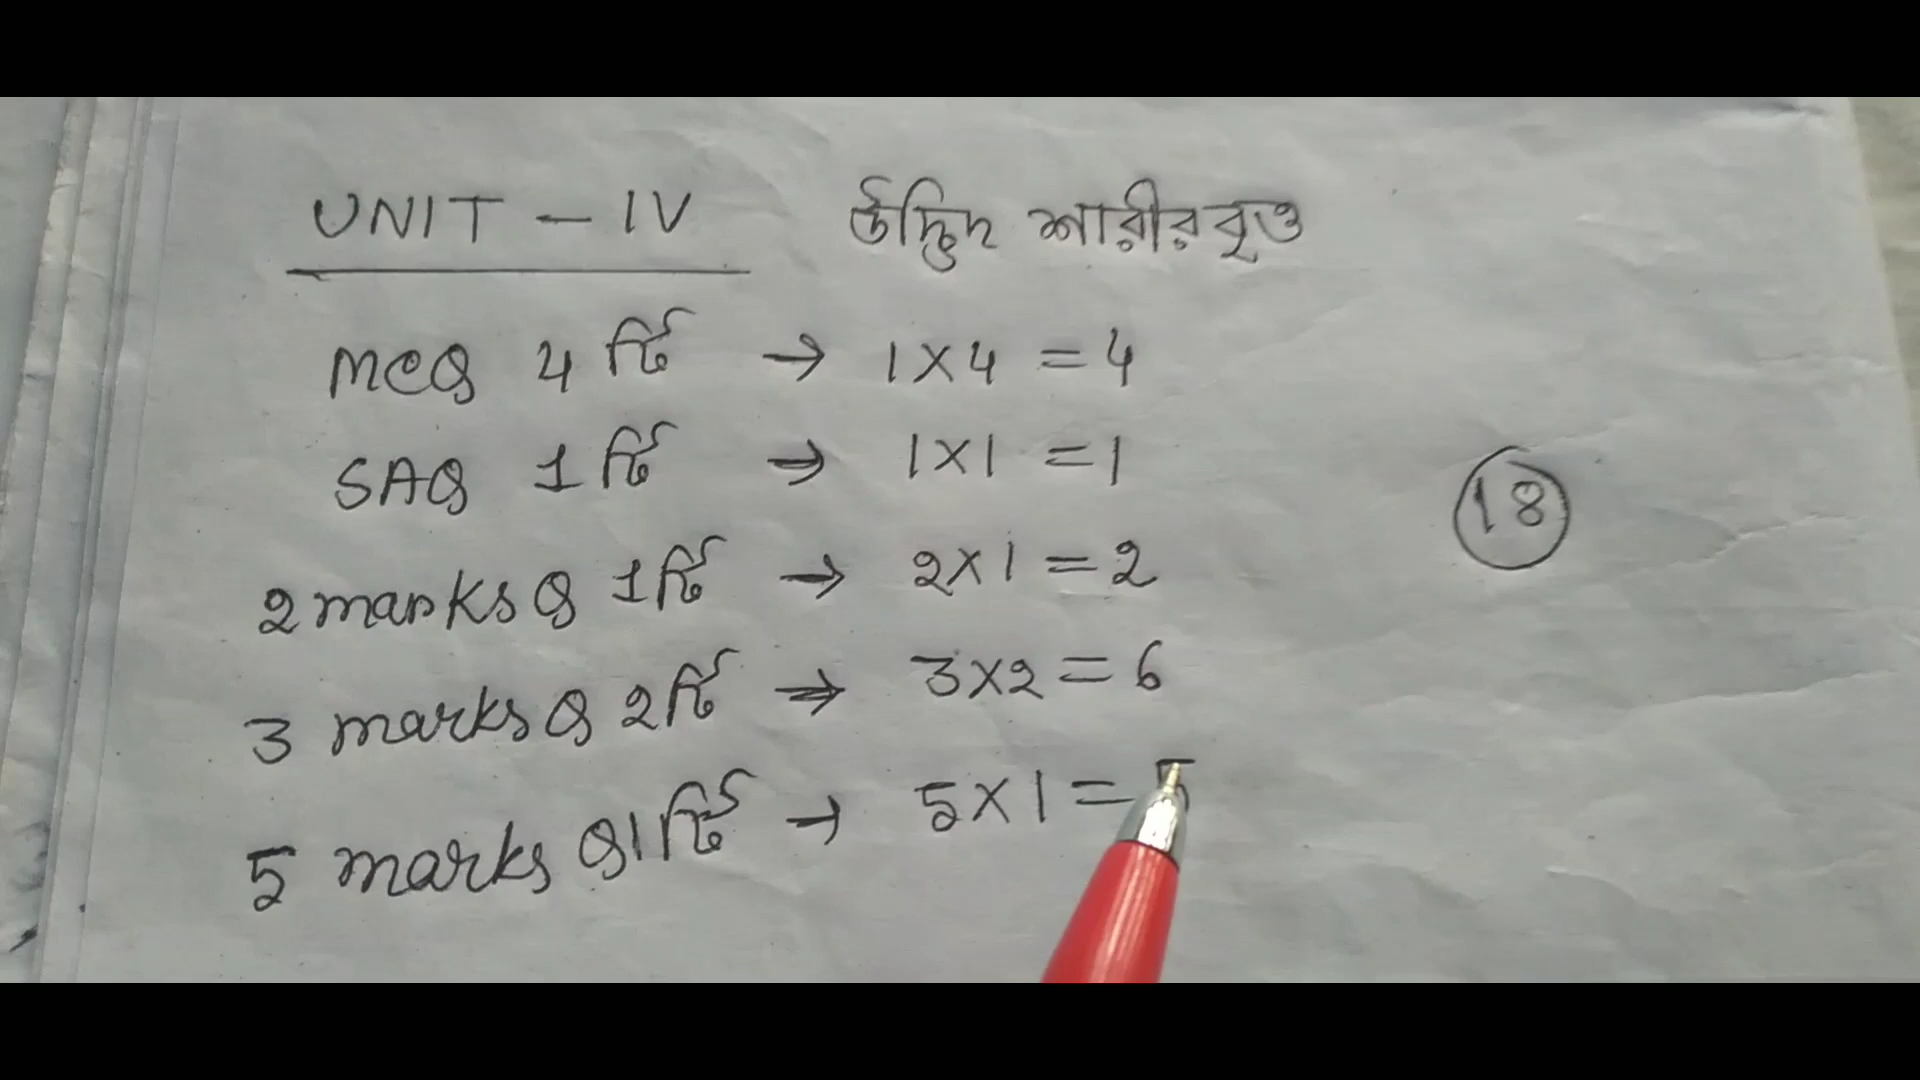 UNIT - IV উদ্ভিদ শারীরবৃত্ত
MCQ 4 টি → 1 X 4 = 4
SAQ 1 টি → 1 X 1 = 1
18
2 marks Q 1 টি → 2 X 1 = 2
3 marks Q 2 টি → 3 X 2 = 6
5 marks Q 1 টি → 5 X 1 = 5